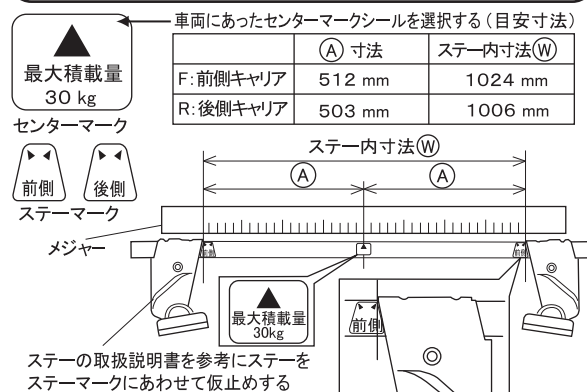 車両にあったセンターマークシールを選択する(目安寸法)
▲
最大積載量
30 kg
センターマーク
Ⓐ 寸法 ステー内寸法Ⓦ
F:前側キャリア 512 mm 1024 mm
R:後側キャリア 503 mm 1006 mm
前側 後側
ステーマーク
ステー内寸法Ⓦ
Ⓐ Ⓐ
メジャー
前側 前側
▲
最大積載量
30kg
前側
ステーの取扱説明書を参考にステーを
ステーマークにあわせて仮止めする